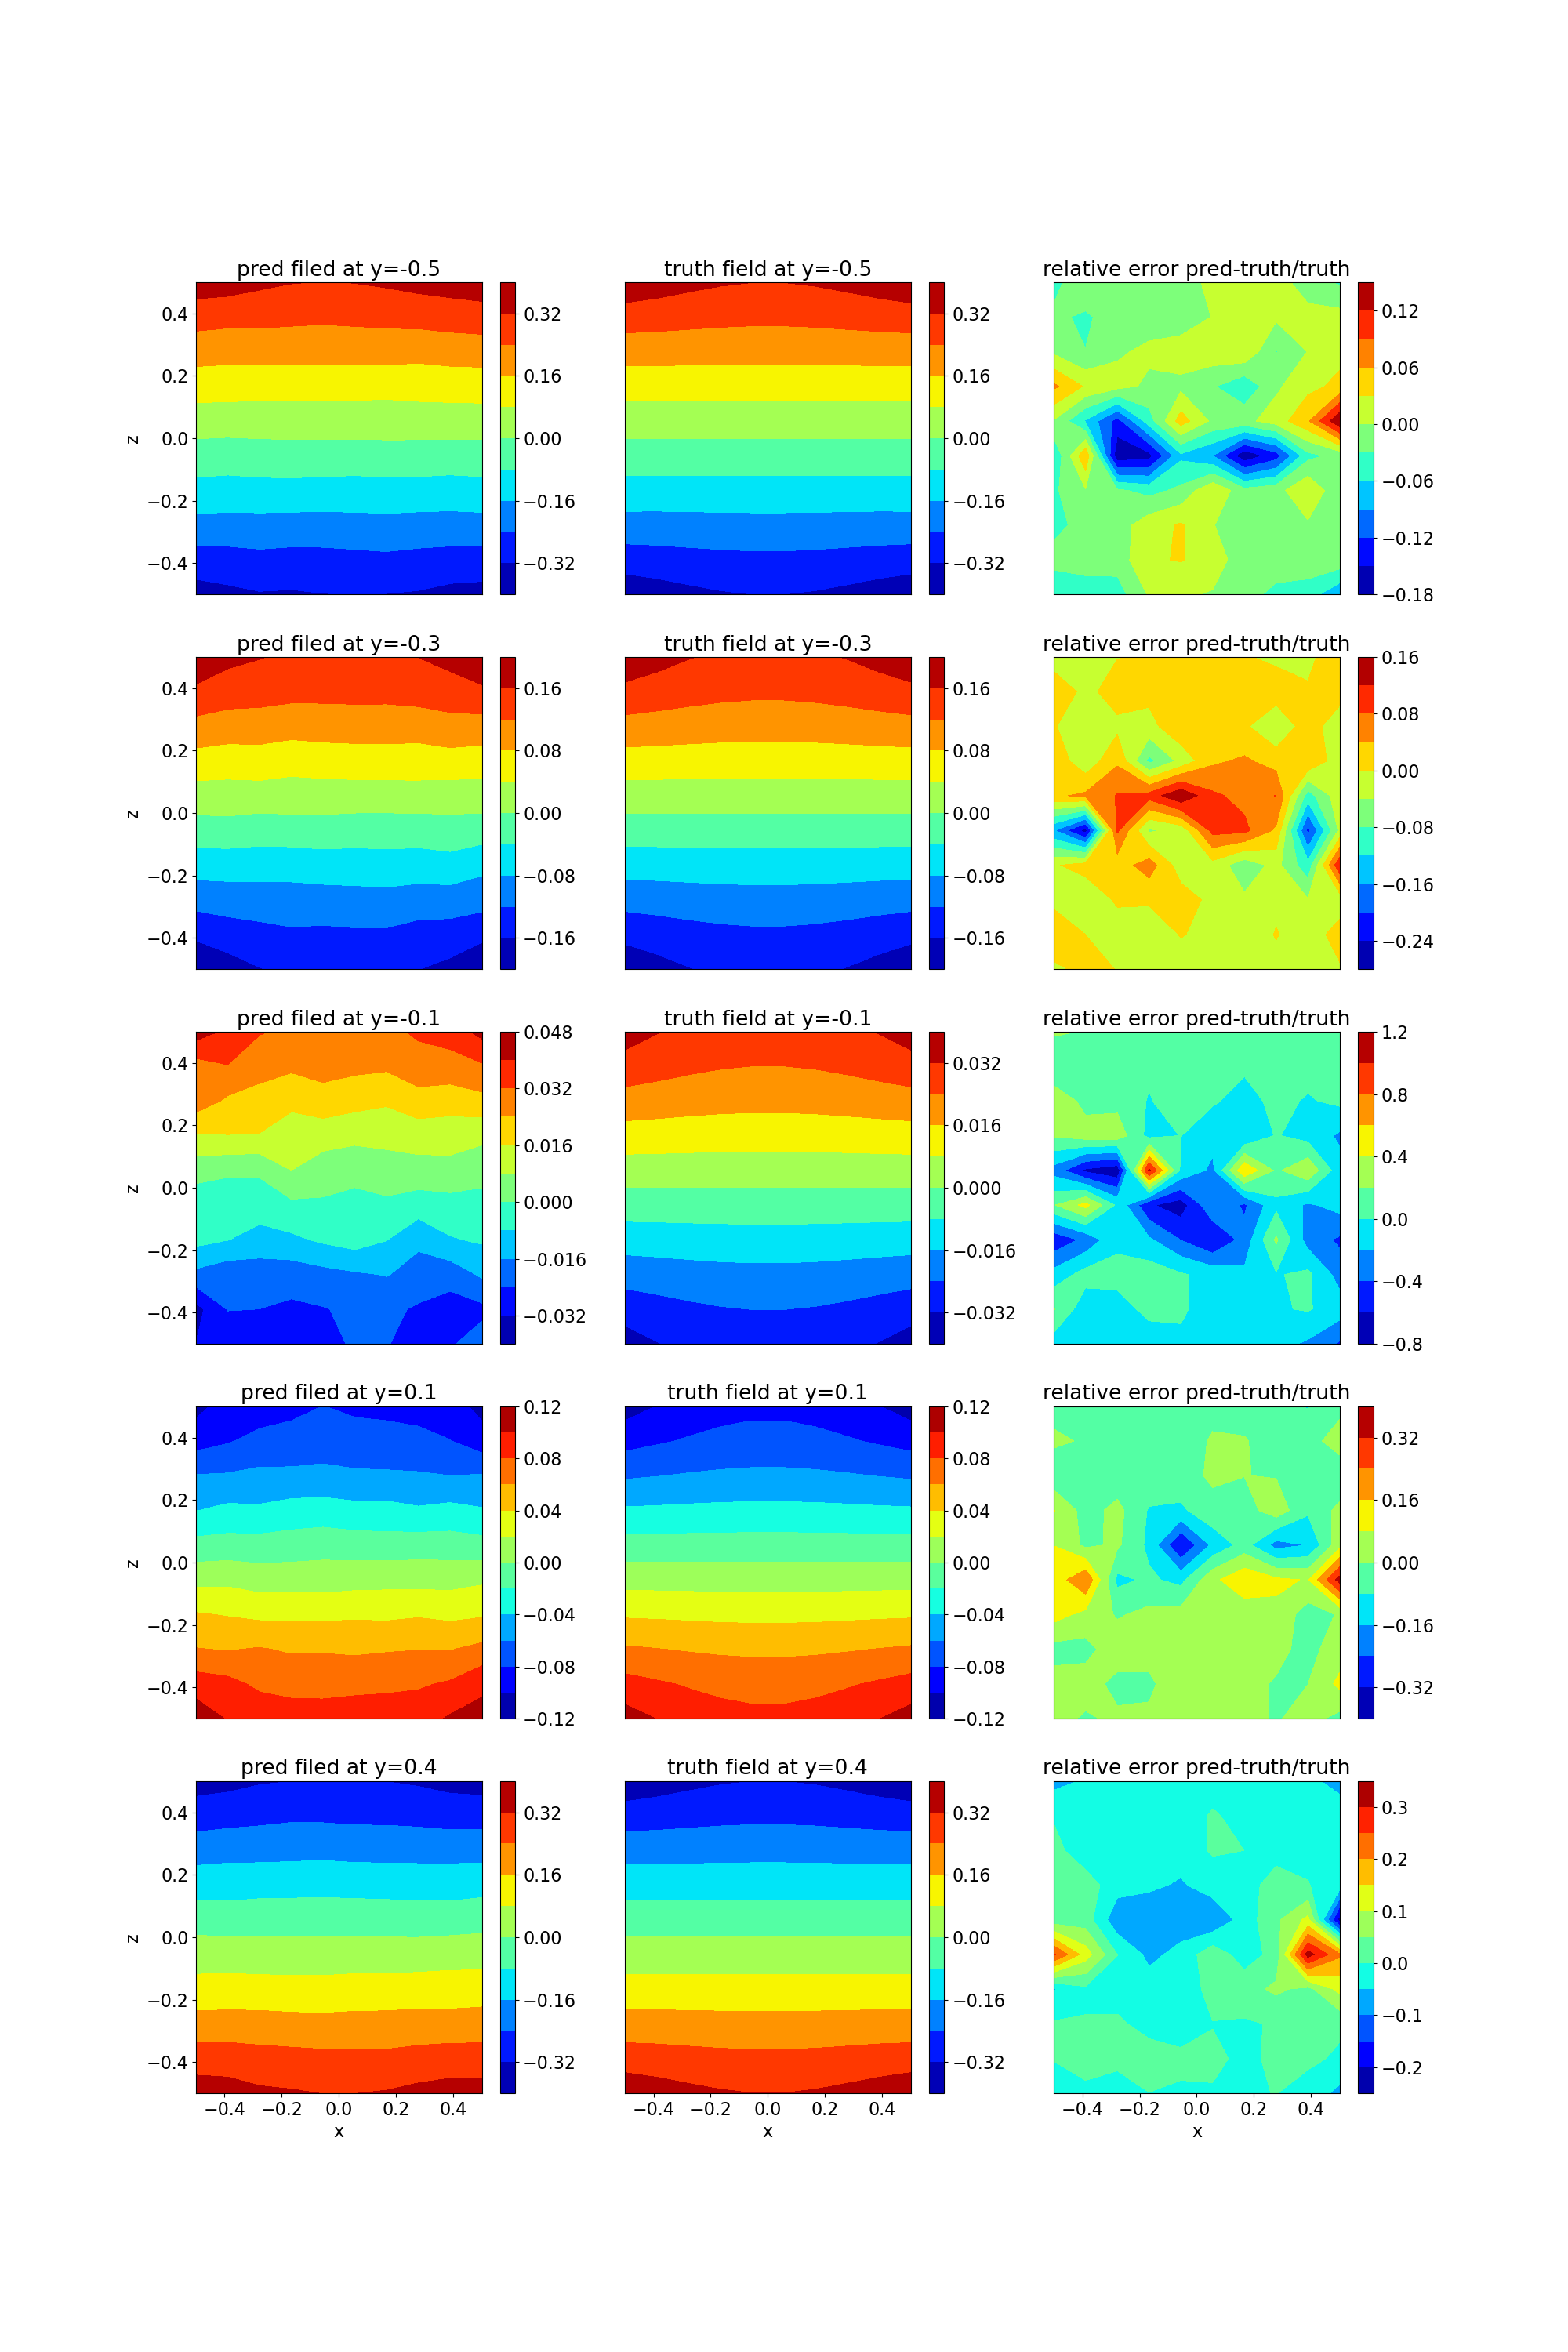 pred filed at y=-0.5 truth field at y=-0.5 relative error pred-truth/truth
0.4 0.2 0.0 −0.2 −0.4
z
0.32 0.16 0.00 −0.16 −0.32
0.32 0.16 0.00 −0.16 −0.32
0.12 0.06 0.00 −0.06 −0.12 −0.18
pred filed at y=-0.3 truth field at y=-0.3 relative error pred-truth/truth
0.4 0.2 0.0 −0.2 −0.4
z
0.16 0.08 0.00 −0.08 −0.16
0.16 0.08 0.00 −0.08 −0.16
0.16 0.08 0.00 −0.08 −0.16 −0.24
pred filed at y=-0.1 truth field at y=-0.1 relative error pred-truth/truth
0.4 0.2 0.0 −0.2 −0.4
z
0.048 0.032 0.016 0.000 −0.016 −0.032
0.032 0.016 0.000 −0.016 −0.032
1.2 0.8 0.4 0.0 −0.4 −0.8
pred filed at y=0.1 truth field at y=0.1 relative error pred-truth/truth
0.4 0.2 0.0 −0.2 −0.4
z
0.12 0.08 0.04 0.00 −0.04 −0.08 −0.12
0.12 0.08 0.04 0.00 −0.04 −0.08 −0.12
0.32 0.16 0.00 −0.16 −0.32
pred filed at y=0.4 truth field at y=0.4 relative error pred-truth/truth
0.4 0.2 0.0 −0.2 −0.4
z
0.32 0.16 0.00 −0.16 −0.32
0.32 0.16 0.00 −0.16 −0.32
0.3 0.2 0.1 0.0 −0.1 −0.2
−0.4 −0.2 0.0 0.2 0.4 −0.4 −0.2 0.0 0.2 0.4 −0.4 −0.2 0.0 0.2 0.4
x x x